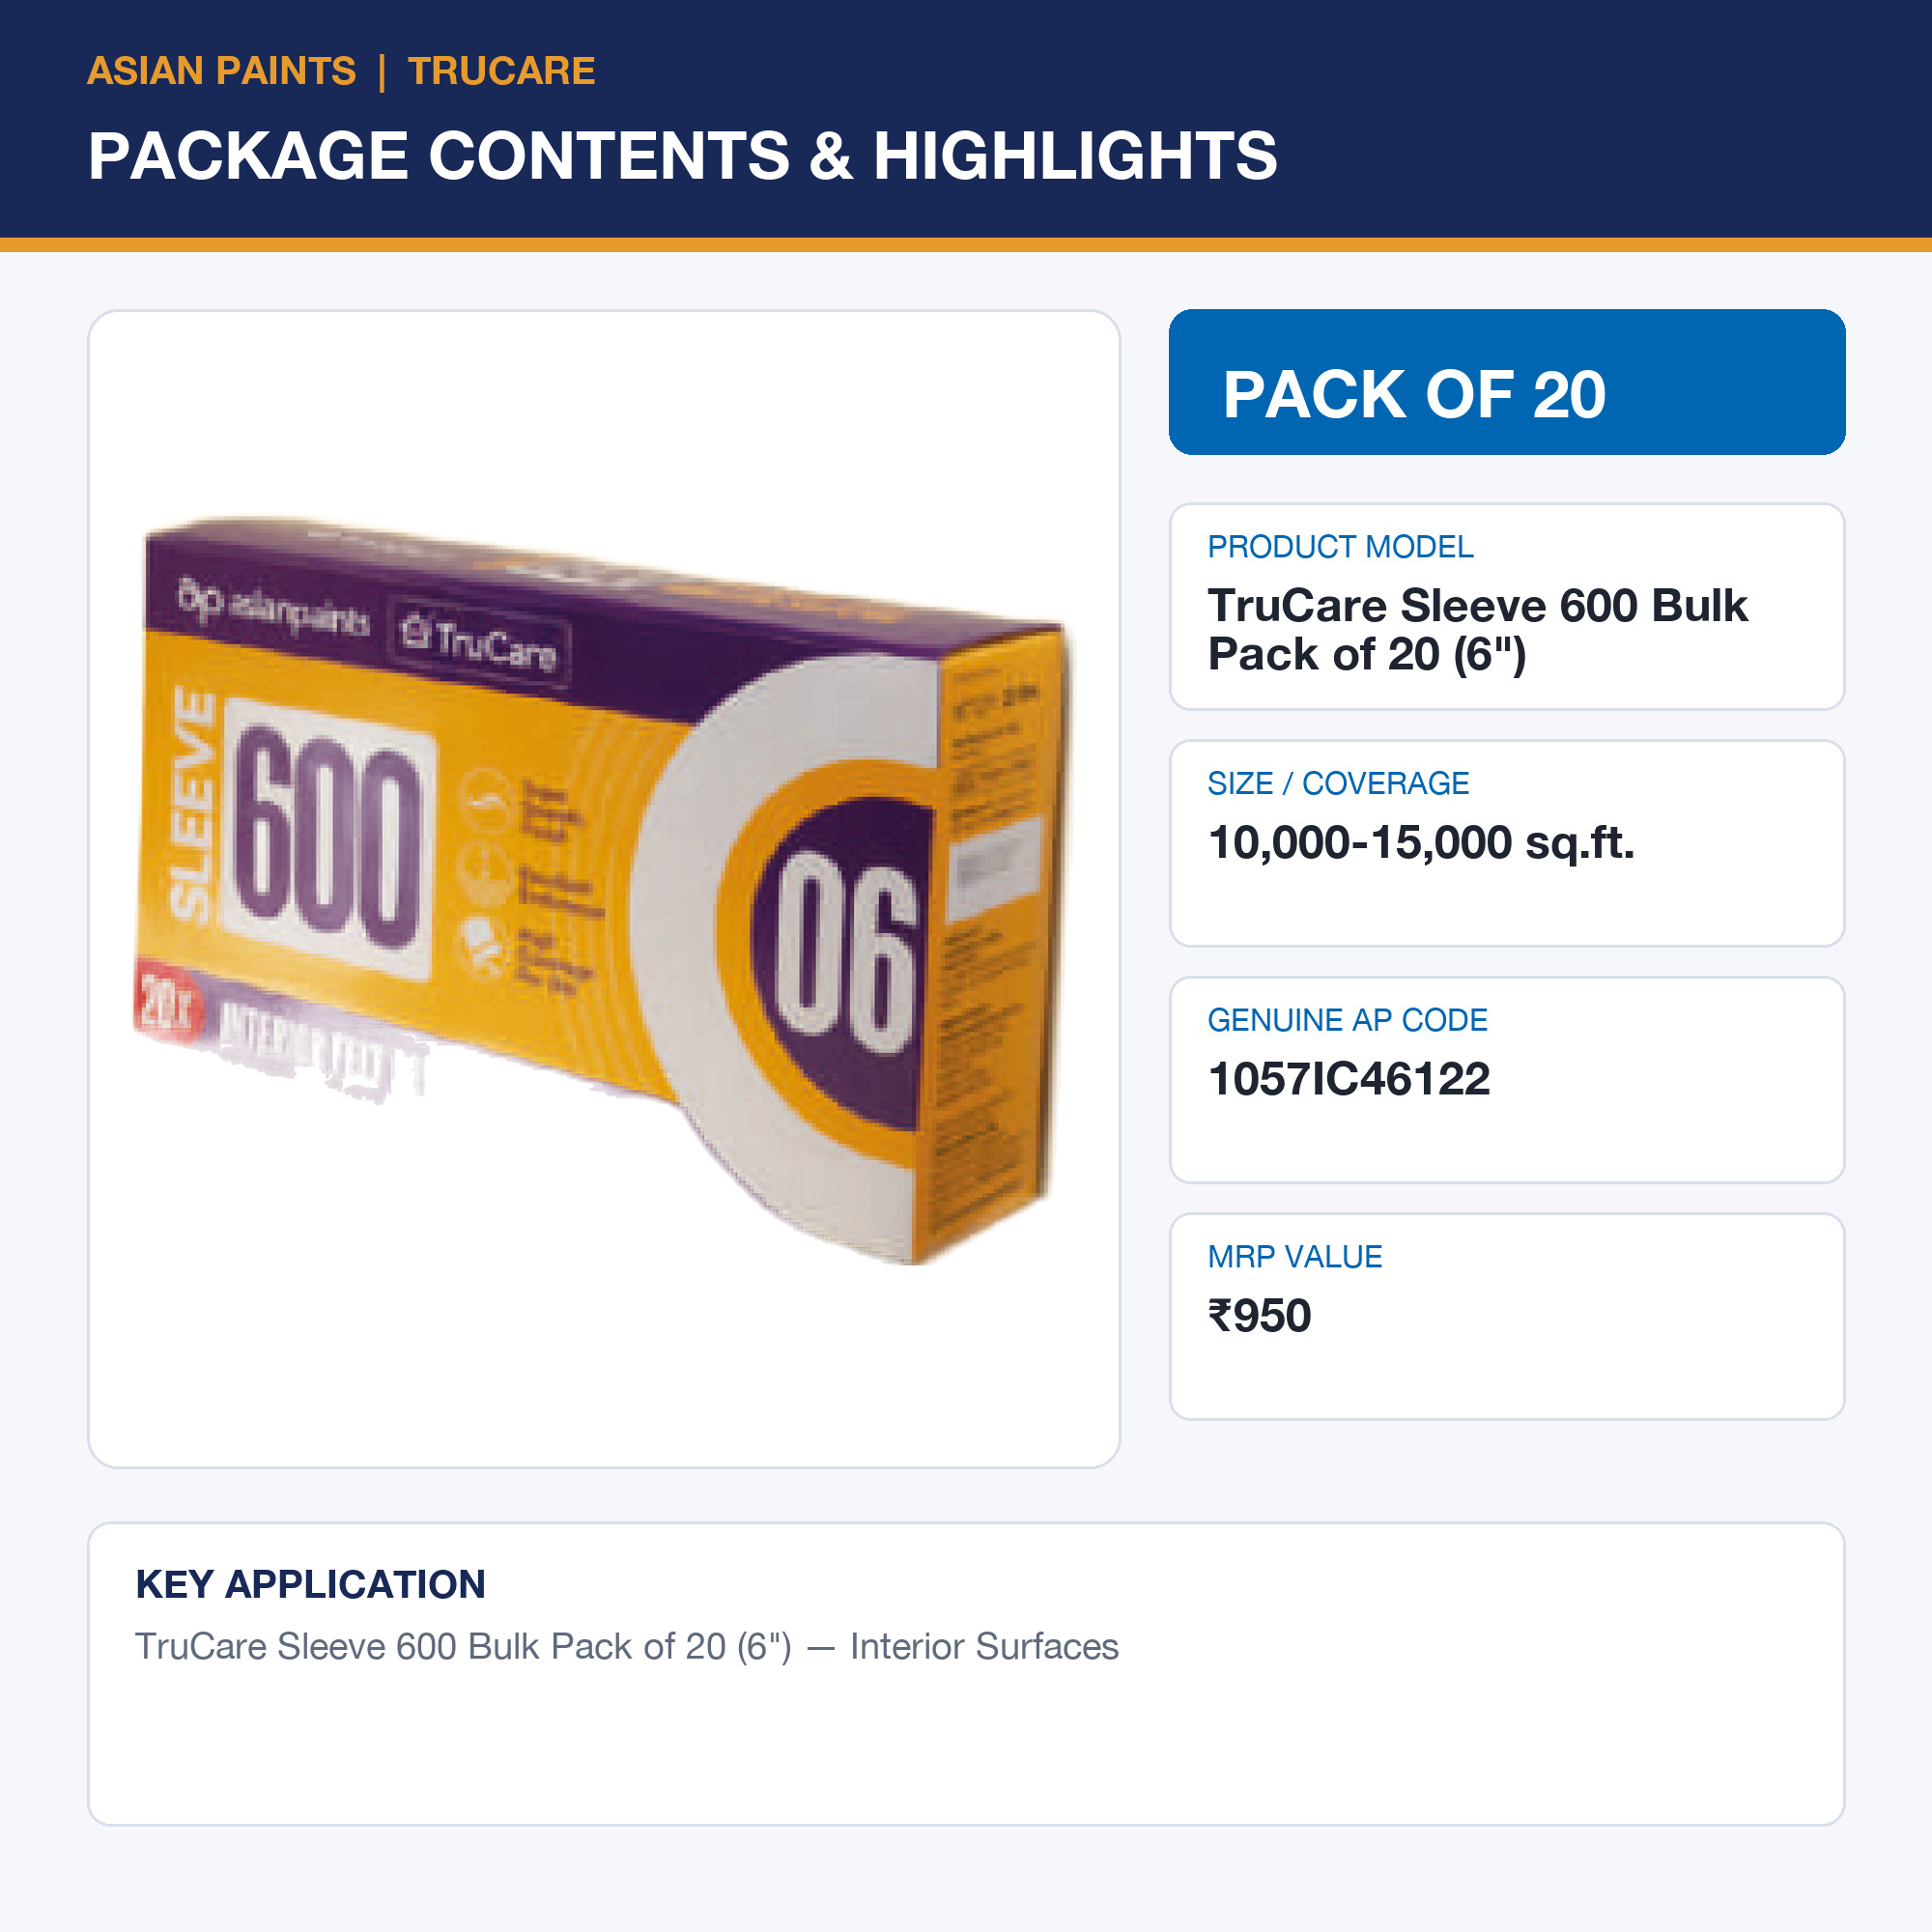 ASIAN PAINTS | TRUCARE
PACKAGE CONTENTS & HIGHLIGHTS
ap asianpaints TruCare
SLEEVE
600
06
20
PACK OF 20
PRODUCT MODEL
TruCare Sleeve 600 Bulk
Pack of 20 (6")
SIZE / COVERAGE
10,000-15,000 sq.ft.
GENUINE AP CODE
1057IC46122
MRP VALUE
₹950
KEY APPLICATION
TruCare Sleeve 600 Bulk Pack of 20 (6") — Interior Surfaces